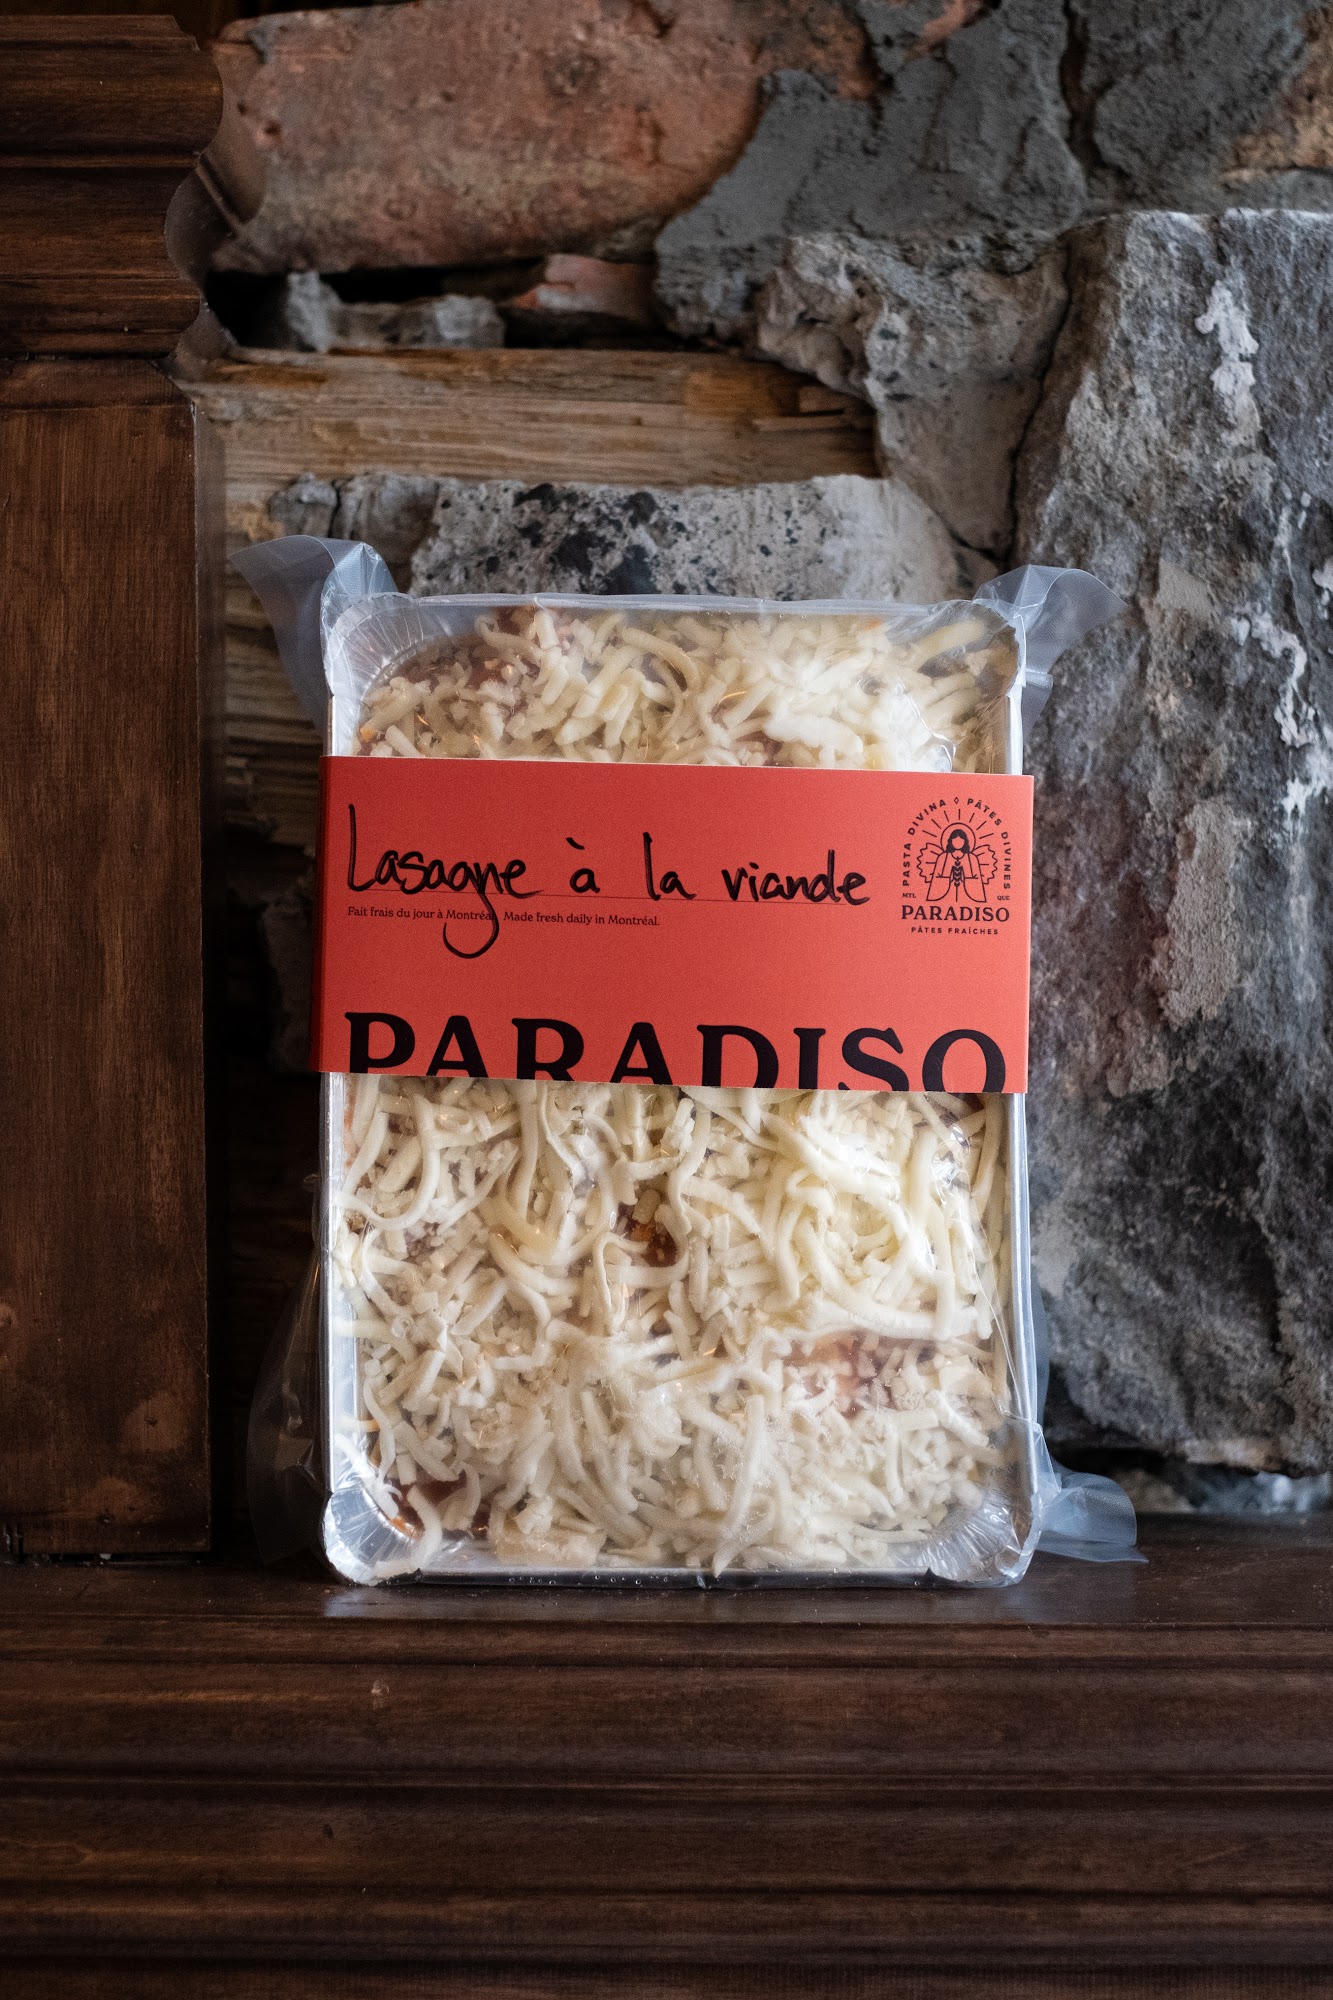 Lasagne à la viande
Fait frais du jour à Montréal. Made fresh daily in Montréal.
PASTA DIVINA ◊ PÂTES DIVINES
MTL QUE
PARADISO
PÂTES FRAÎCHES
PARADISO